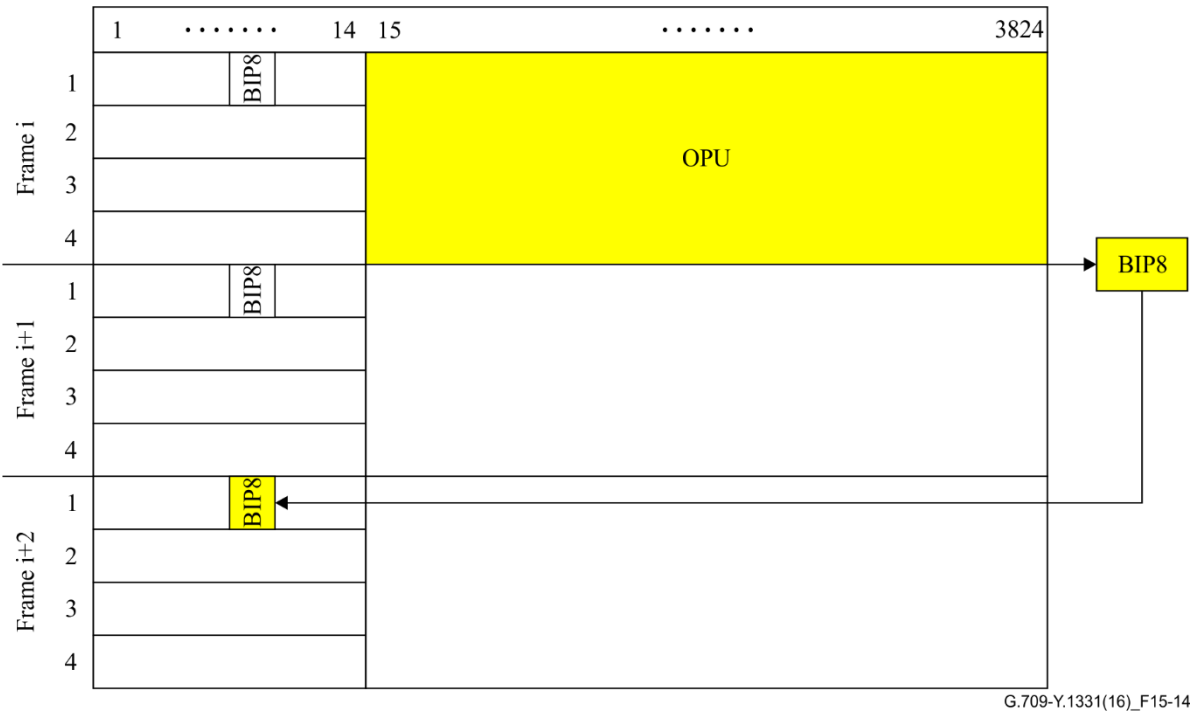 1 ······· 14 15 ······· 3824
1 BIP8
Frame i
2
OPU
3
4
BIP8
1 BIP8
Frame i+1
2
3
4
1 BIP8
Frame i+2
2
3
4
G.709-Y.1331(16)_F15-14